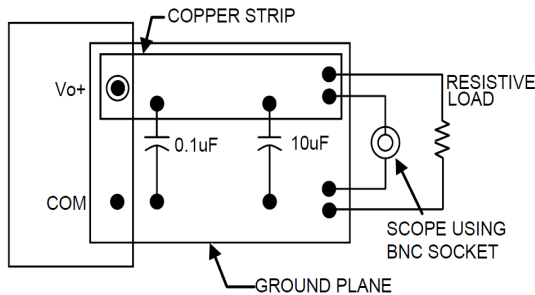 COPPER STRIP
Vo+
RESISTIVE
LOAD
0.1uF
10uF
COM
SCOPE USING
BNC SOCKET
GROUND PLANE